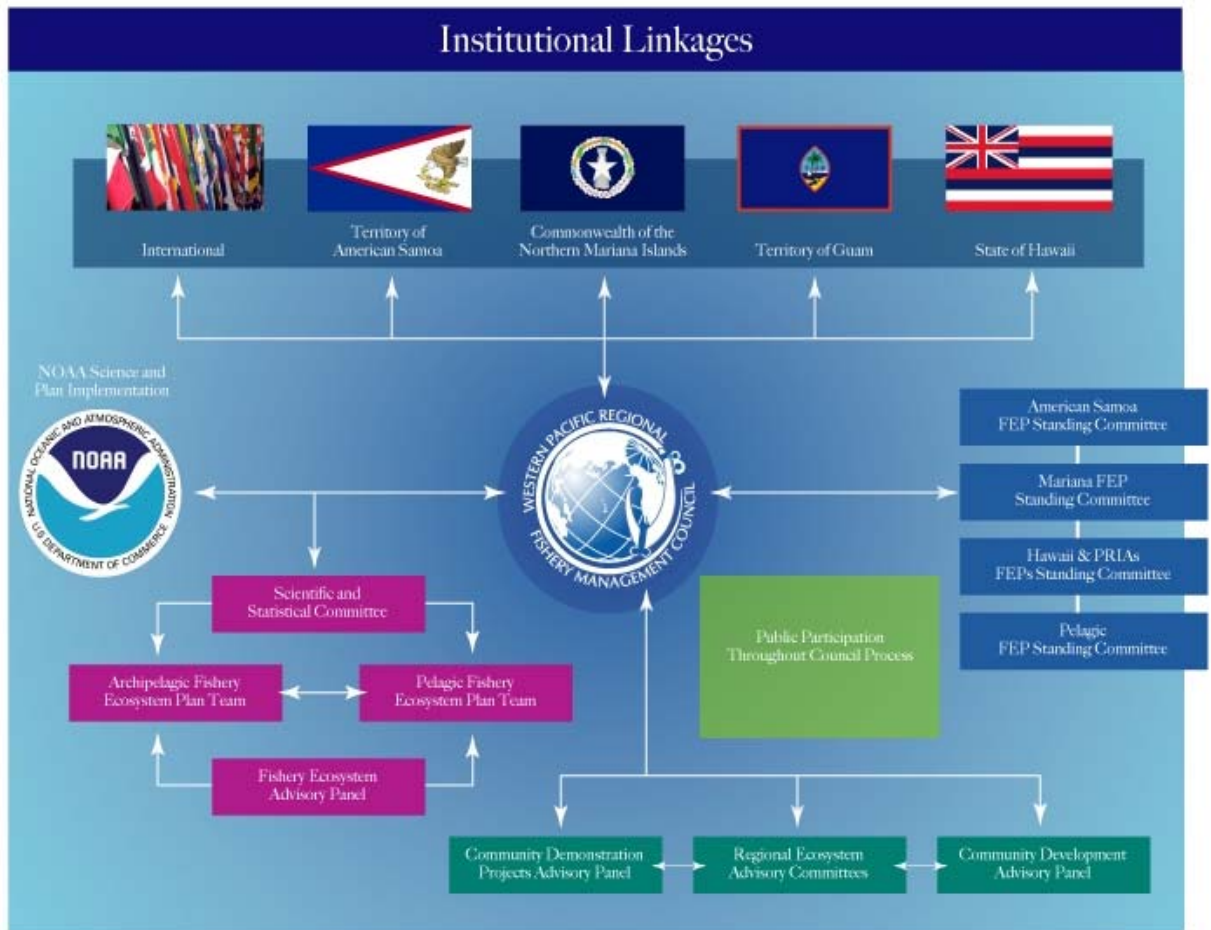 Institutional Linkages
International
Territory of
American Samoa
Commonwealth of the
Northern Mariana Islands
Territory of Guam
State of Hawaii
NOAA Science and
Plan Implementation
NATIONAL OCEANIC AND ATMOSPHERIC ADMINISTRATION
NOAA
U.S. DEPARTMENT OF COMMERCE
WESTERN PACIFIC REGIONAL
FISHERY MANAGEMENT COUNCIL
American Samoa
FEP Standing Committee
Mariana FEP
Standing Committee
Hawaii & PRIAs
FEPs Standing Committee
Pelagic
FEP Standing Committee
Scientific and
Statistical Committee
Archipelagic Fishery
Ecosystem Plan Team
Pelagic Fishery
Ecosystem Plan Team
Fishery Ecosystem
Advisory Panel
Public Participation
Throughout Council Process
Community Demonstration
Projects Advisory Panel
Regional Ecosystem
Advisory Committees
Community Development
Advisory Panel